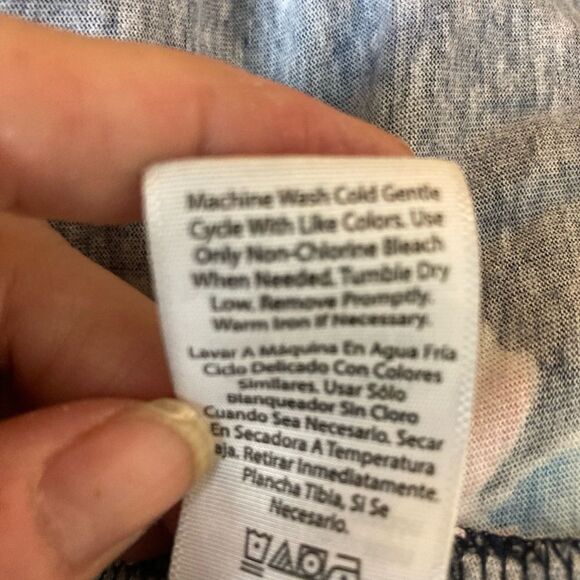 Machine Wash Cold Gentle
Cycle With Like Colors. Use
Only Non-Chlorine Bleach
When Needed. Tumble Dry
Low. Remove Promptly.
Warm Iron If Necessary.
Lavar A Máquina En Agua Fría
Ciclo Delicado Con Colores
Similares. Usar Sólo
Blanqueador Sin Cloro
Cuando Sea Necesario. Secar
En Secadora A Temperatura
aja. Retirar Inmediatamente.
Plancha Tibia, Si Se
Necesario.